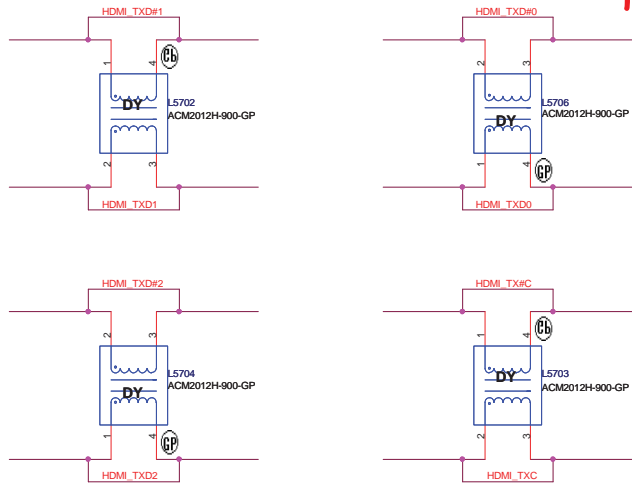 HDMI_TXD#1
1
4
GP
DY
L5702
ACM2012H-900-GP
2
3
HDMI_TXD1
HDMI_TXD#0
2
3
L5706
ACM2012H-900-GP
DY
1
4
GP
HDMI_TXD0
HDMI_TXD#2
2
3
L5704
ACM2012H-900-GP
DY
1
4
GP
HDMI_TXD2
HDMI_TX#C
1
4
GP
DY
L5703
ACM2012H-900-GP
2
3
HDMI_TXC